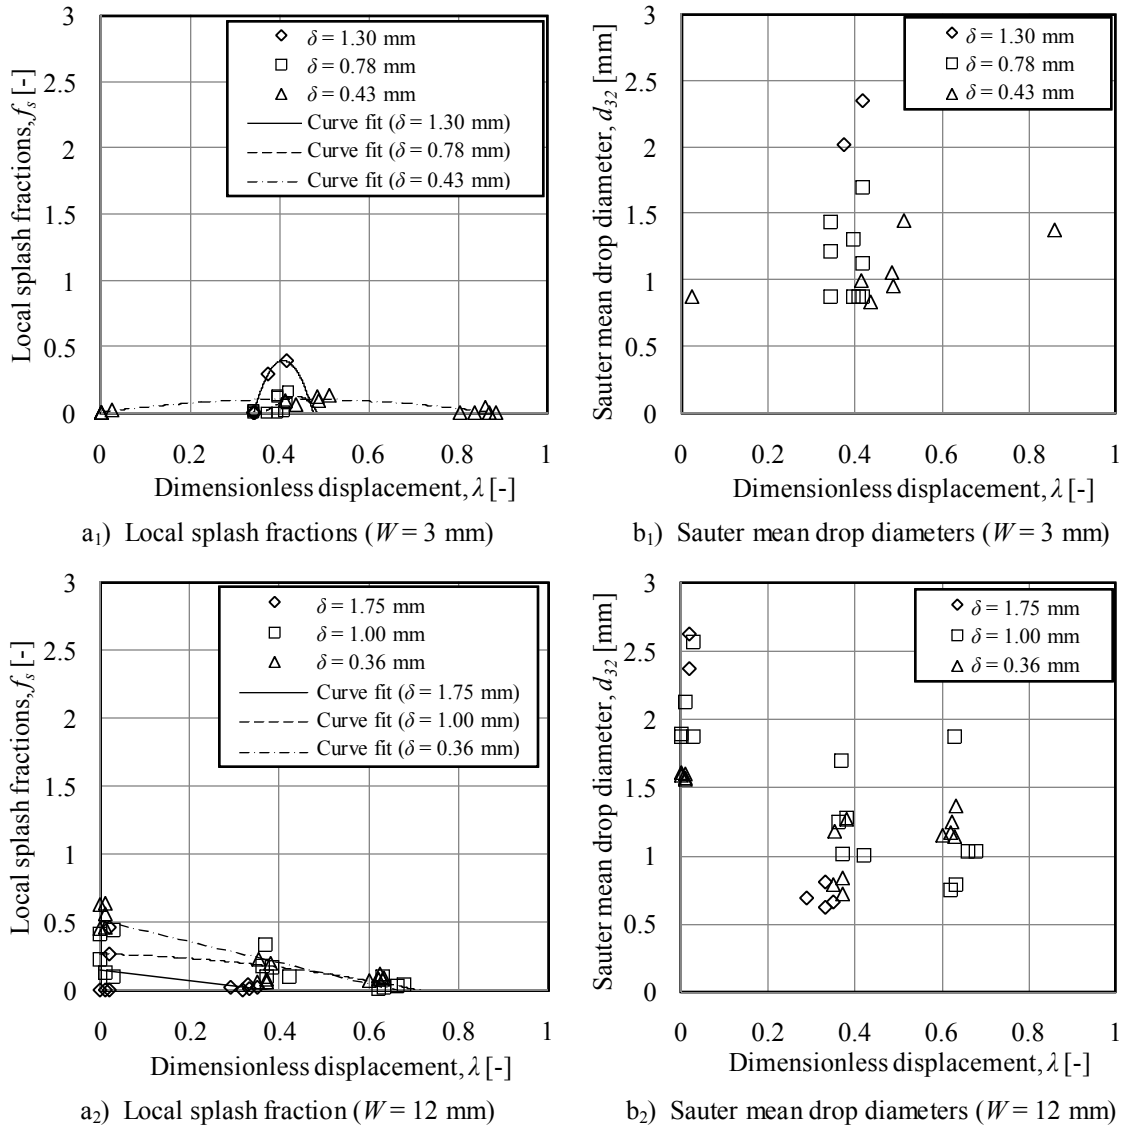 Local splash fractions, fs [-]
3
2.5
2
1.5
1
0.5
0
δ = 1.30 mm
δ = 0.78 mm
δ = 0.43 mm
Curve fit (δ = 1.30 mm)
Curve fit (δ = 0.78 mm)
Curve fit (δ = 0.43 mm)
0 0.2 0.4 0.6 0.8 1
Dimensionless displacement, λ [-]
a1) Local splash fractions (W = 3 mm)
Sauter mean drop diameter, d32 [mm]
3
2.5
2
1.5
1
0.5
0
δ = 1.30 mm
δ = 0.78 mm
δ = 0.43 mm
0 0.2 0.4 0.6 0.8 1
Dimensionless displacement, λ [-]
b1) Sauter mean drop diameters (W = 3 mm)
Local splash fractions, fs [-]
3
2.5
2
1.5
1
0.5
0
δ = 1.75 mm
δ = 1.00 mm
δ = 0.36 mm
Curve fit (δ = 1.75 mm)
Curve fit (δ = 1.00 mm)
Curve fit (δ = 0.36 mm)
0 0.2 0.4 0.6 0.8 1
Dimensionless displacement, λ [-]
a2) Local splash fraction (W = 12 mm)
Sauter mean drop diameter, d32 [mm]
3
2.5
2
1.5
1
0.5
0
δ = 1.75 mm
δ = 1.00 mm
δ = 0.36 mm
0 0.2 0.4 0.6 0.8 1
Dimensionless displacement, λ [-]
b2) Sauter mean drop diameters (W = 12 mm)